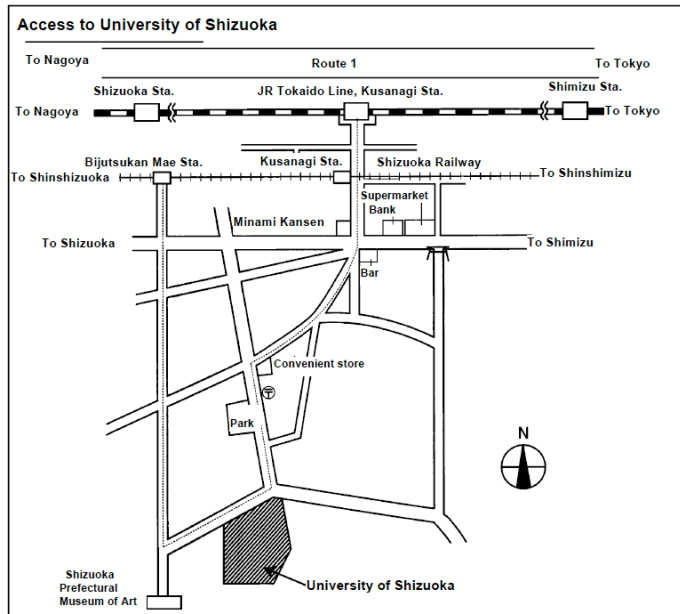 Access to University of Shizuoka
To Nagoya
Route 1
To Tokyo
Shizuoka Sta.
JR Tokaido Line, Kusanagi Sta.
Shimizu Sta.
To Nagoya
To Tokyo
Bijutsukan Mae Sta.
Kusanagi Sta.
Shizuoka Railway
To Shinshizuoka
To Shinshimizu
Supermarket
Bank
Minami Kansen
To Shizuoka
To Shimizu
Bar
Convenient store
〒
Park
N
University of Shizuoka
Shizuoka
Prefectural
Museum of Art